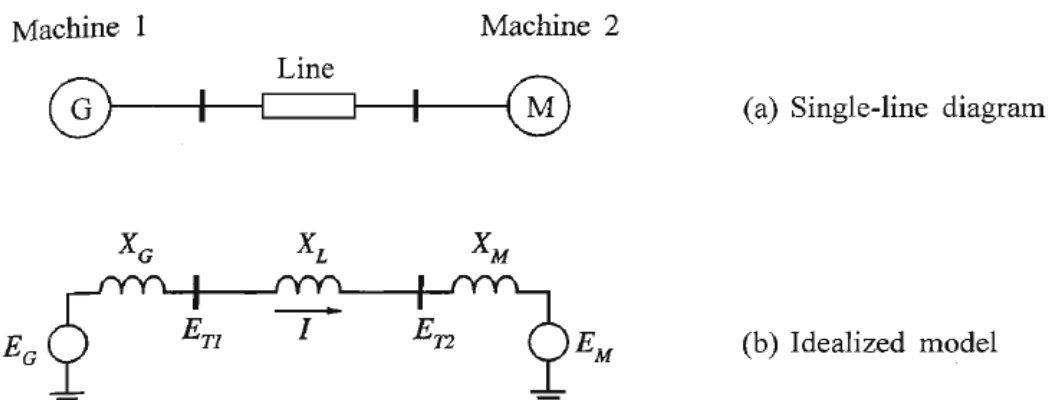 Machine 1 Machine 2
Line
G M (a) Single-line diagram
X_G X_L X_M
E_T1 I E_T2
E_G E_M (b) Idealized model